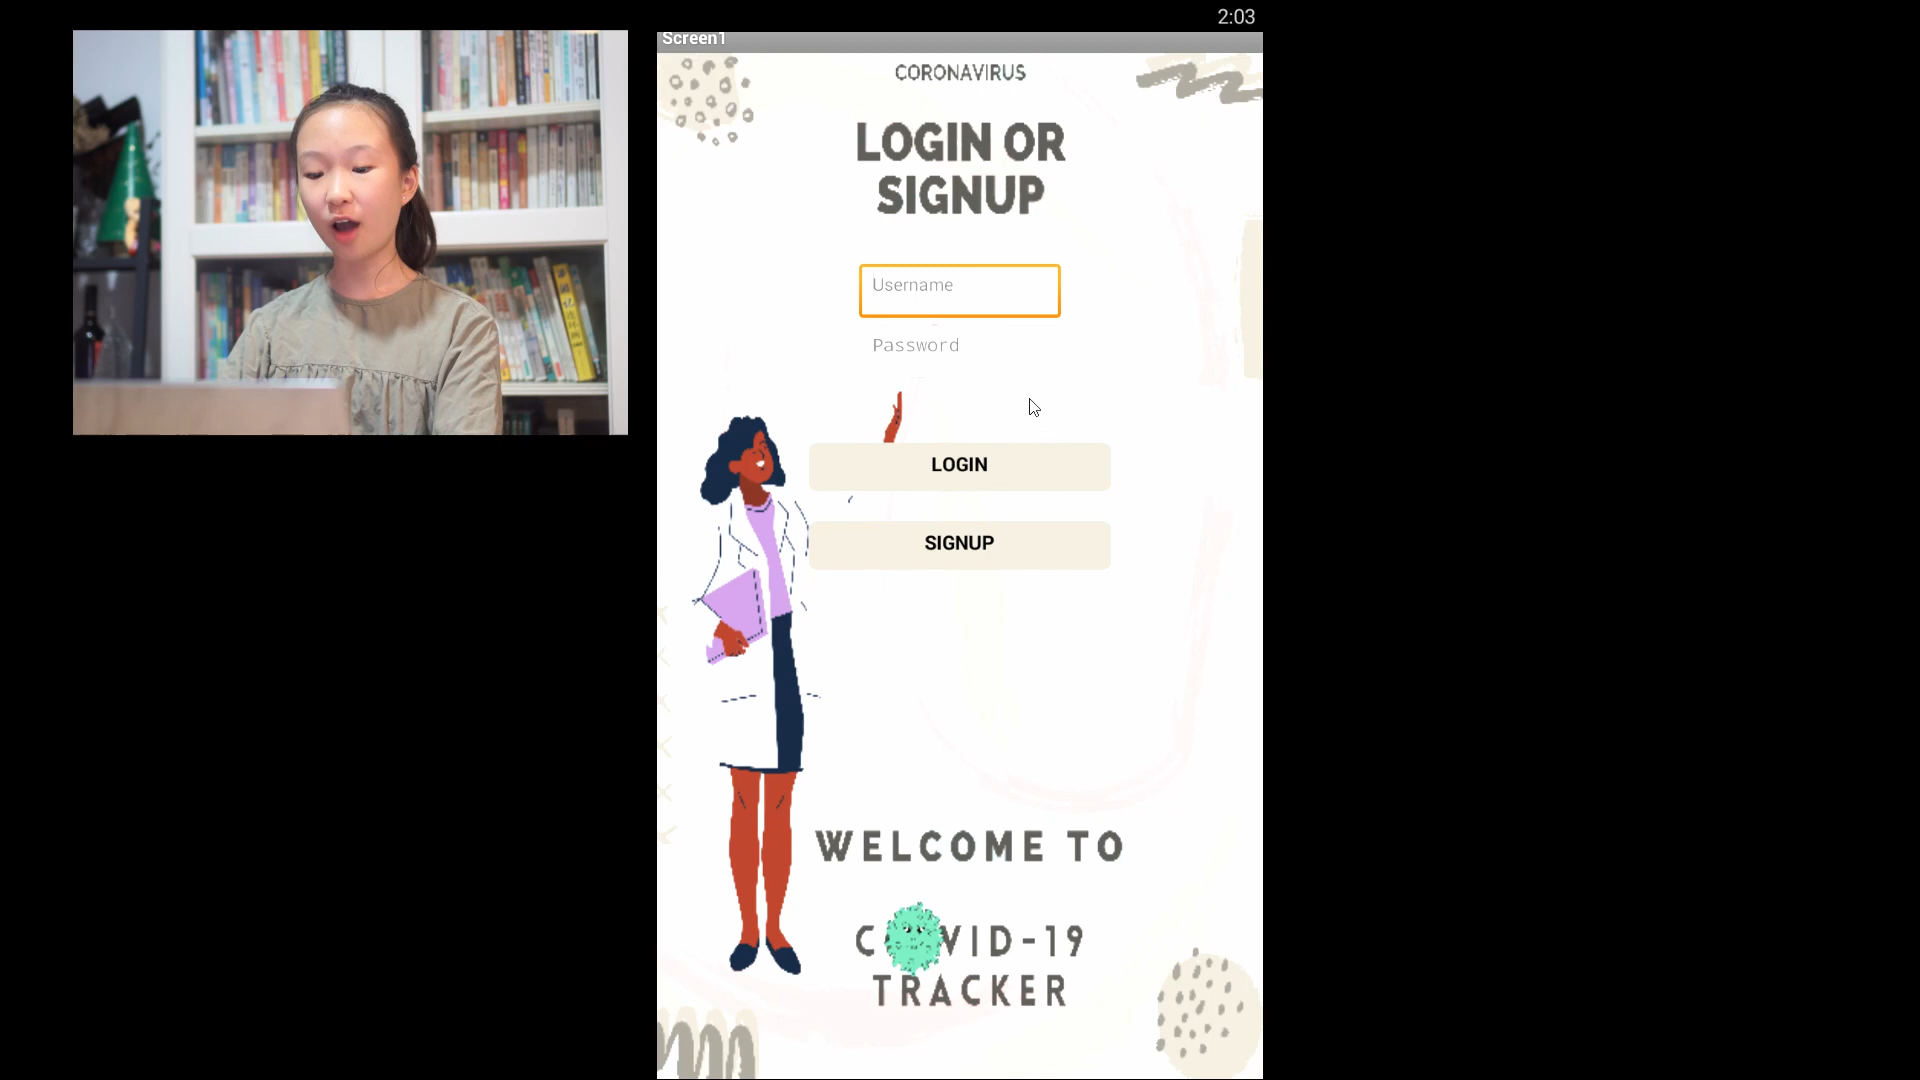 2:03
Screen1
CORONAVIRUS
LOGIN OR
SIGNUP
Username
Password
LOGIN
SIGNUP
WELCOME TO
COVID-19
TRACKER